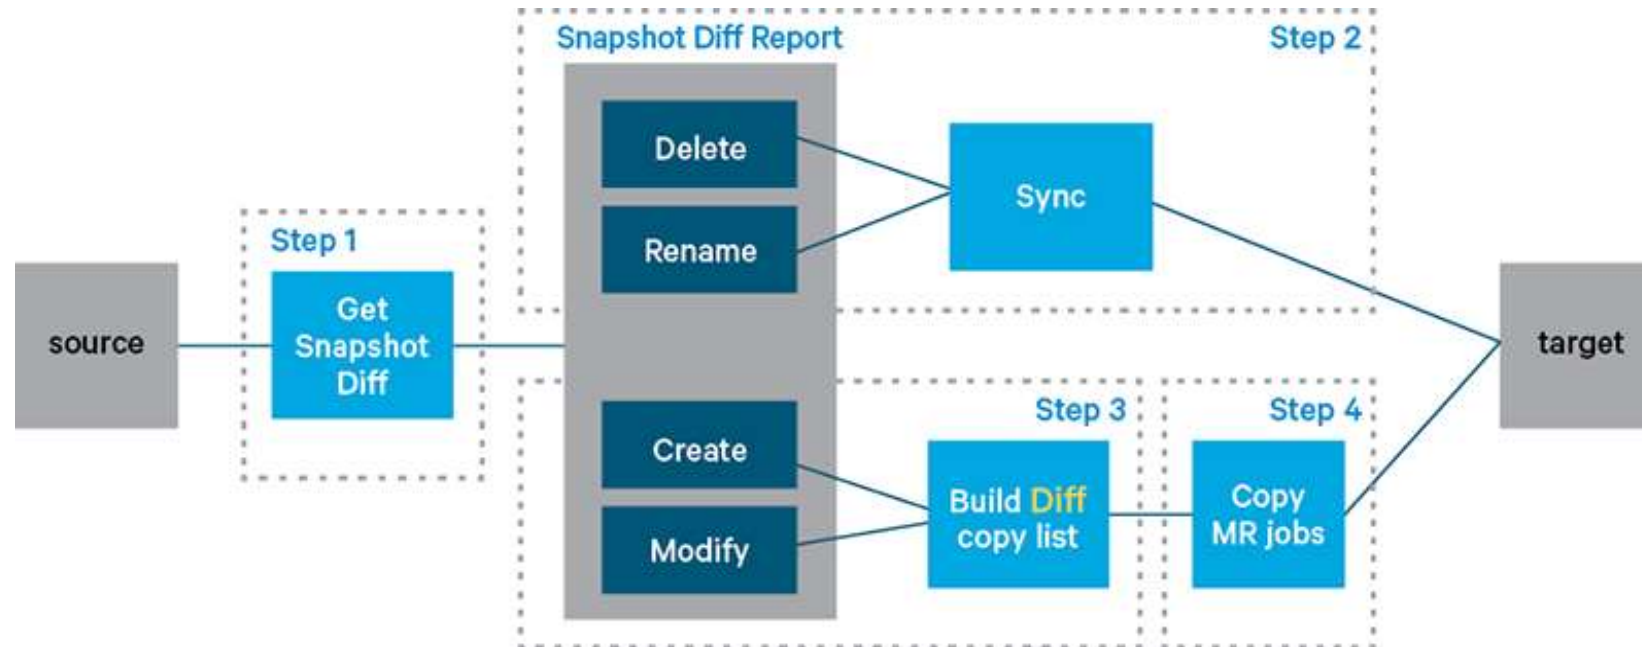 source
Step 1
Get
Snapshot
Diff
Snapshot Diff Report
Step 2
Delete
Rename
Sync
Create
Modify
Step 3
Build Diff
copy list
Step 4
Copy
MR jobs
target